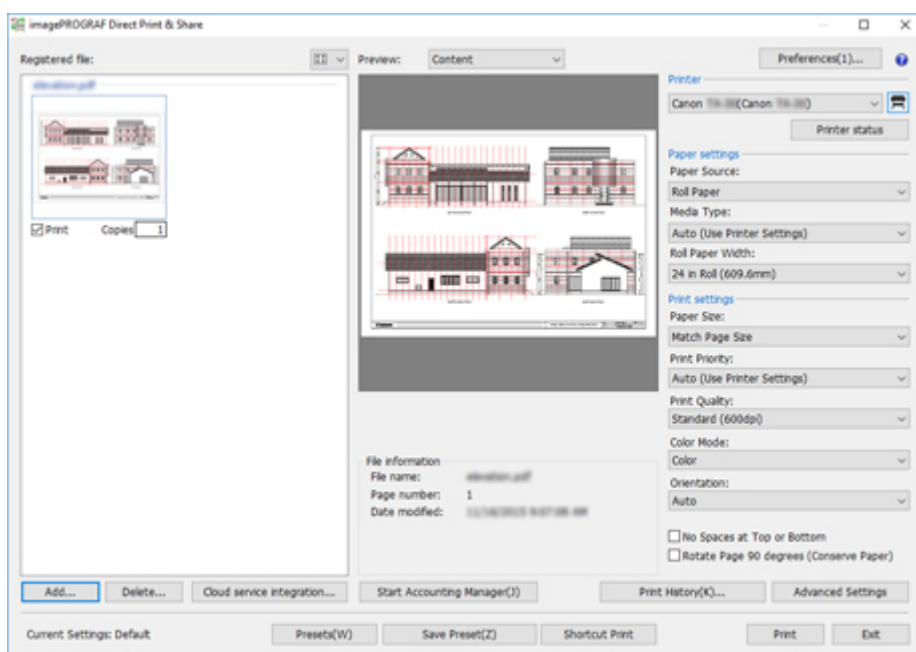 imagePROGRAF Direct Print & Share
Registered file:
Print Copies 1
Preview: Content
File information
File name:
Page number: 1
Date modified:
Preferences(1)...
Printer
Canon (Canon )
Printer status
Paper settings
Paper Source:
Roll Paper
Media Type:
Auto (Use Printer Settings)
Roll Paper Width:
24 in Roll (609.6mm)
Print settings
Paper Size:
Match Page Size
Print Priority:
Auto (Use Printer Settings)
Print Quality:
Standard (600dpi)
Color Mode:
Color
Orientation:
Auto
No Spaces at Top or Bottom
Rotate Page 90 degrees (Conserve Paper)
Add... Delete... Cloud service integration... Start Accounting Manager(J) Print History(K)... Advanced Settings
Current Settings: Default Presets(W) Save Preset(Z) Shortcut Print Print Exit